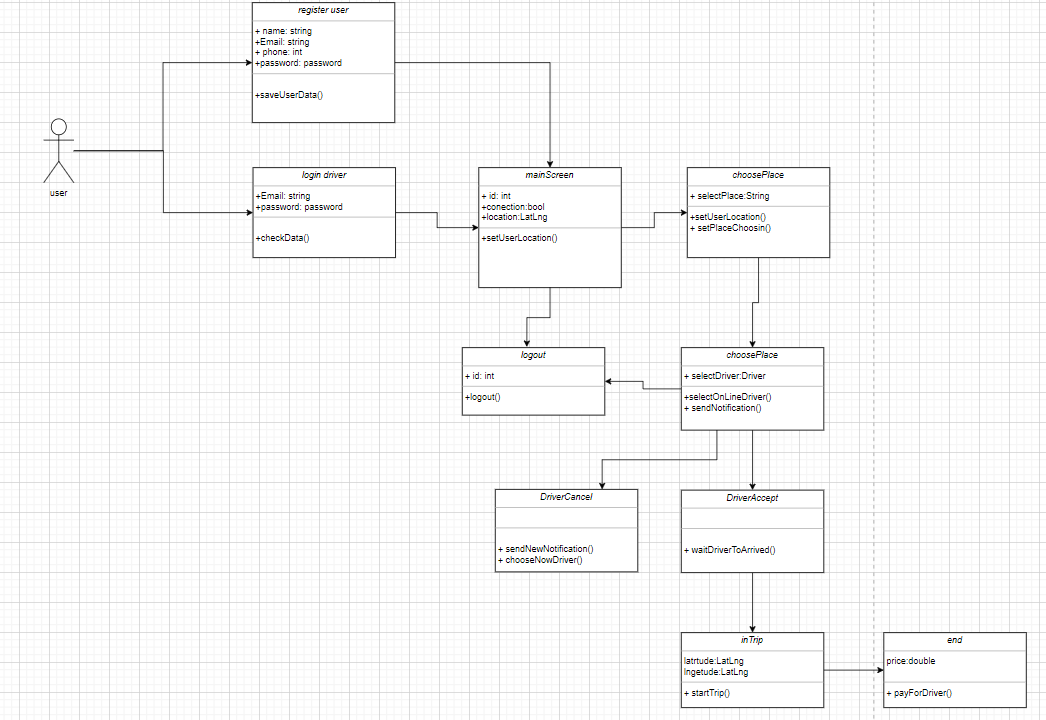 register user
+ name: string
+Email: string
+ phone: int
+password: password
+saveUserData()
user
login driver
+Email: string
+password: password
+checkData()
mainScreen
+ id: int
+conection:bool
+location:LatLng
+setUserLocation()
choosePlace
+ selectPlace:String
+setUserLocation()
+ setPlaceChoosin()
logout
+ id: int
+logout()
choosePlace
+ selectDriver:Driver
+selectOnLineDriver()
+ sendNotification()
DriverCancel
+ sendNewNotification()
+ chooseNowDriver()
DriverAccept
+ waitDriverToArrived()
inTrip
latrtude:LatLng
lngetude:LatLng
+ startTrip()
end
price:double
+ payForDriver()